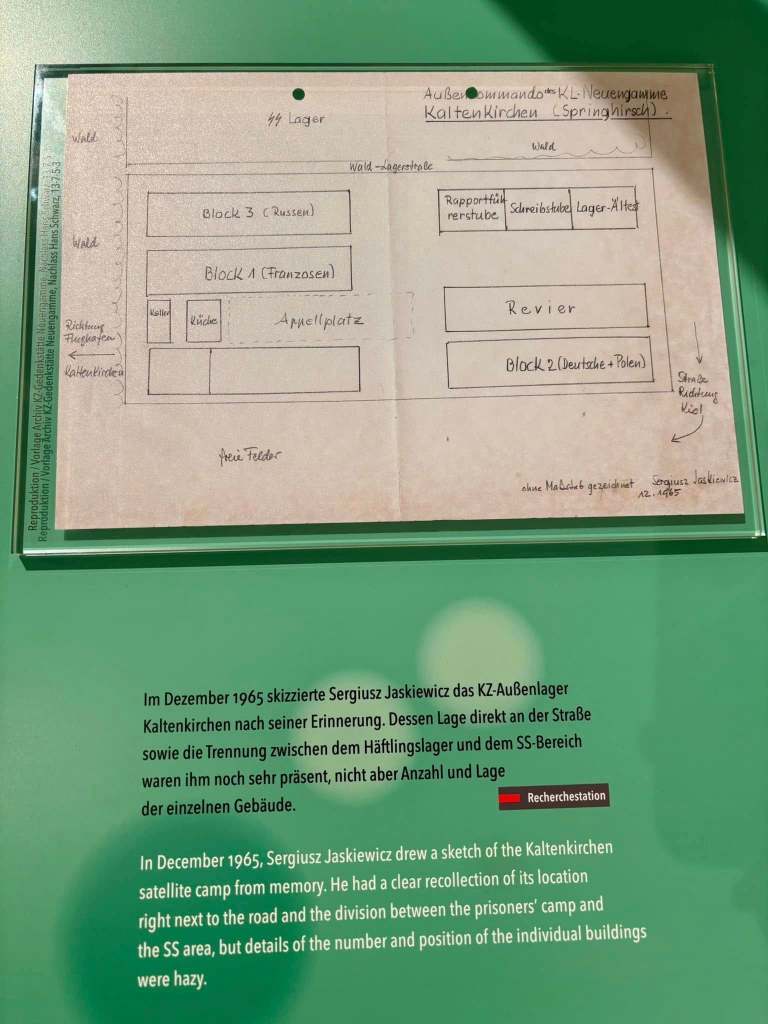 Außenkommando des KL-Neuengamme
Kaltenkirchen (Springhirsch).
SS Lager
Wald
Wald
Wald-Lagerstraße
Block 3 (Russen)
Rapportfüh
rerstube
Schreibstube
Lager-Ältest
Wald
Block 1 (Franzosen)
Keller
Küche
Appellplatz
Revier
Richtung
Flughafen
Kaltenkirchen
Block 2 (Deutsche + Polen)
Straße
Richtung
Kiel
freie Felder
ohne Maßstab gezeichnet
Sergiusz Jaskiewicz
12.1965
Reproduktion / Vorlage Archiv KZ-Gedenkstätte Neuengamme, Nachlass Hans Schwarz, 13-7-5-3
Im Dezember 1965 skizzierte Sergiusz Jaskiewicz das KZ-Außenlager
Kaltenkirchen nach seiner Erinnerung. Dessen Lage direkt an der Straße
sowie die Trennung zwischen dem Häftlingslager und dem SS-Bereich
waren ihm noch sehr präsent, nicht aber Anzahl und Lage
der einzelnen Gebäude.
Recherchestation
In December 1965, Sergiusz Jaskiewicz drew a sketch of the Kaltenkirchen
satellite camp from memory. He had a clear recollection of its location
right next to the road and the division between the prisoners' camp and
the SS area, but details of the number and position of the individual buildings
were hazy.